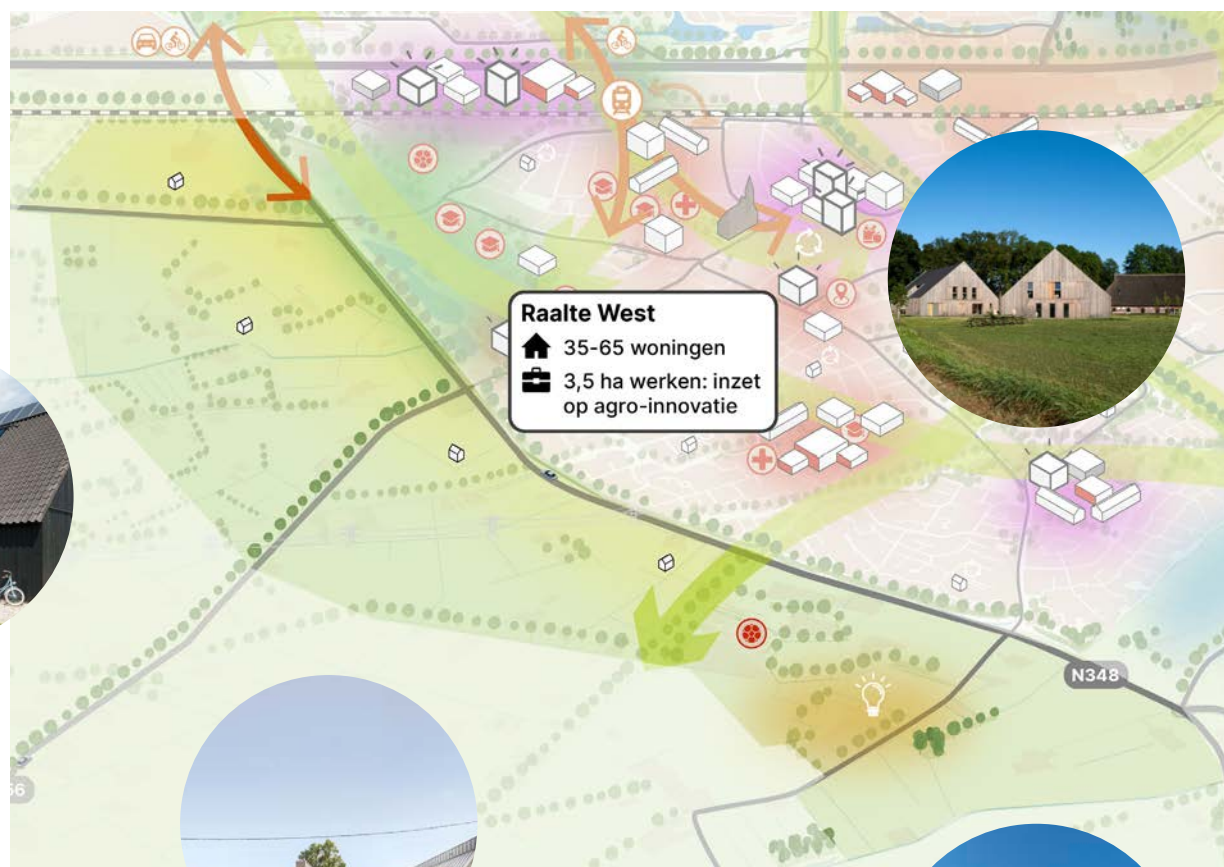 Raalte West
35-65 woningen
3,5 ha werken: inzet
op agro-innovatie
N348